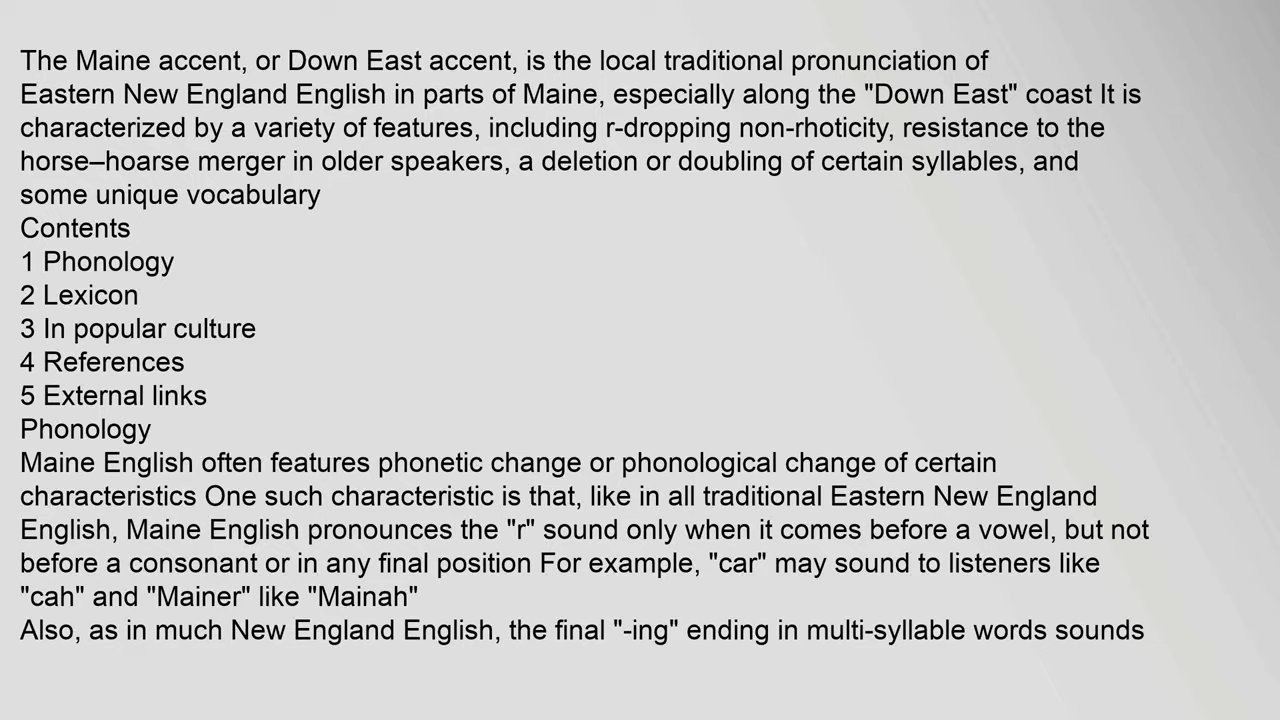 The Maine accent, or Down East accent, is the local traditional pronunciation of
Eastern New England English in parts of Maine, especially along the "Down East" coast It is
characterized by a variety of features, including r-dropping non-rhoticity, resistance to the
horse–hoarse merger in older speakers, a deletion or doubling of certain syllables, and
some unique vocabulary
Contents
1 Phonology
2 Lexicon
3 In popular culture
4 References
5 External links
Phonology
Maine English often features phonetic change or phonological change of certain
characteristics One such characteristic is that, like in all traditional Eastern New England
English, Maine English pronounces the "r" sound only when it comes before a vowel, but not
before a consonant or in any final position For example, "car" may sound to listeners like
"cah" and "Mainer" like "Mainah"
Also, as in much New England English, the final "-ing" ending in multi-syllable words sounds